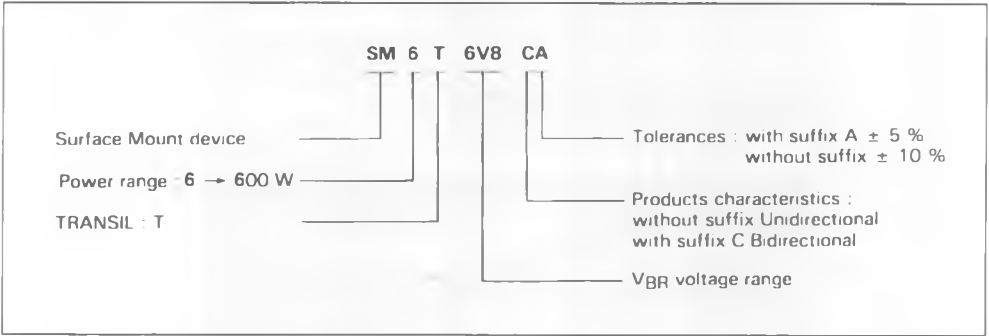 SM 6 T 6V8 CA
Surface Mount device
Power range 6 → 600 W
TRANSIL : T
Tolerances : with suffix A ± 5 %
without suffix ± 10 %
Products characteristics :
without suffix Unidirectional
with suffix C Bidirectional
VBR voltage range